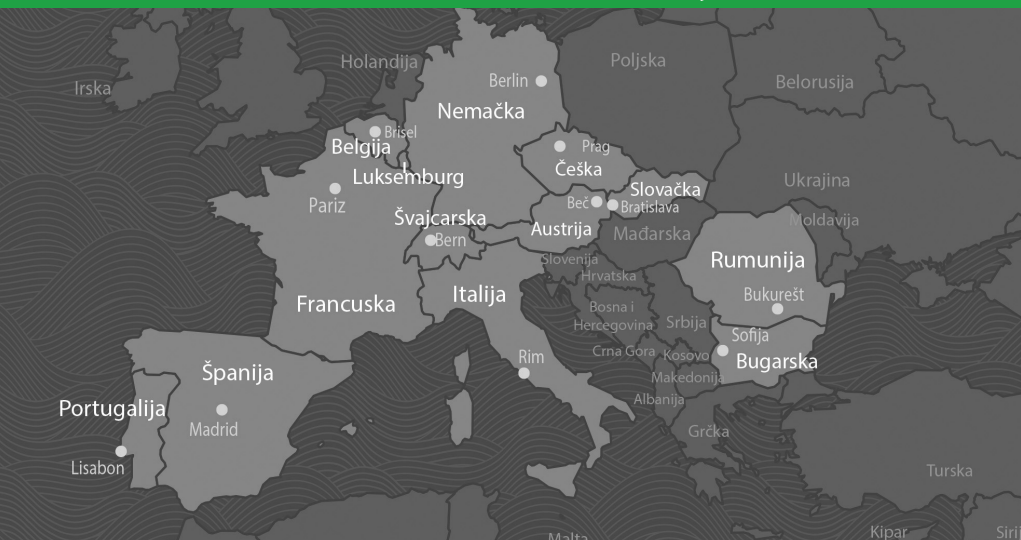 Poljska
Holandija
Belorusija
Irska
Berlin
Nemačka
Brisel
Belgija
Prag
Češka
Luksemburg
Ukrajina
Slovačka
Pariz
Beč
Bratislava
Švajcarska
Moldavija
Austrija
Mađarska
Bern
Slovenija
Rumunija
Hrvatska
Italija
Bukurešt
Francuska
Bosna i
Hercegovina
Srbija
Sofija
Crna Gora
Kosovo
Rim
Bugarska
Španija
Makedonija
Albanija
Portugalija
Madrid
Grčka
Lisabon
Turska
Kipar
Malta